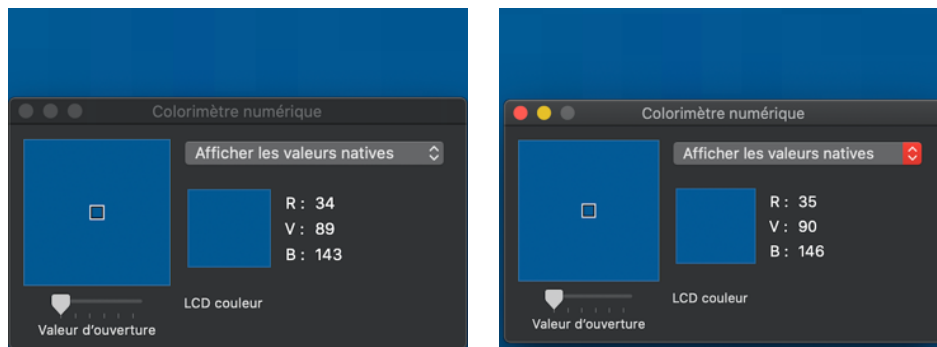 Colorimètre numérique
Afficher les valeurs natives
R : 34
V : 89
B : 143
LCD couleur
Valeur d'ouverture
Colorimètre numérique
Afficher les valeurs natives
R : 35
V : 90
B : 146
LCD couleur
Valeur d'ouverture